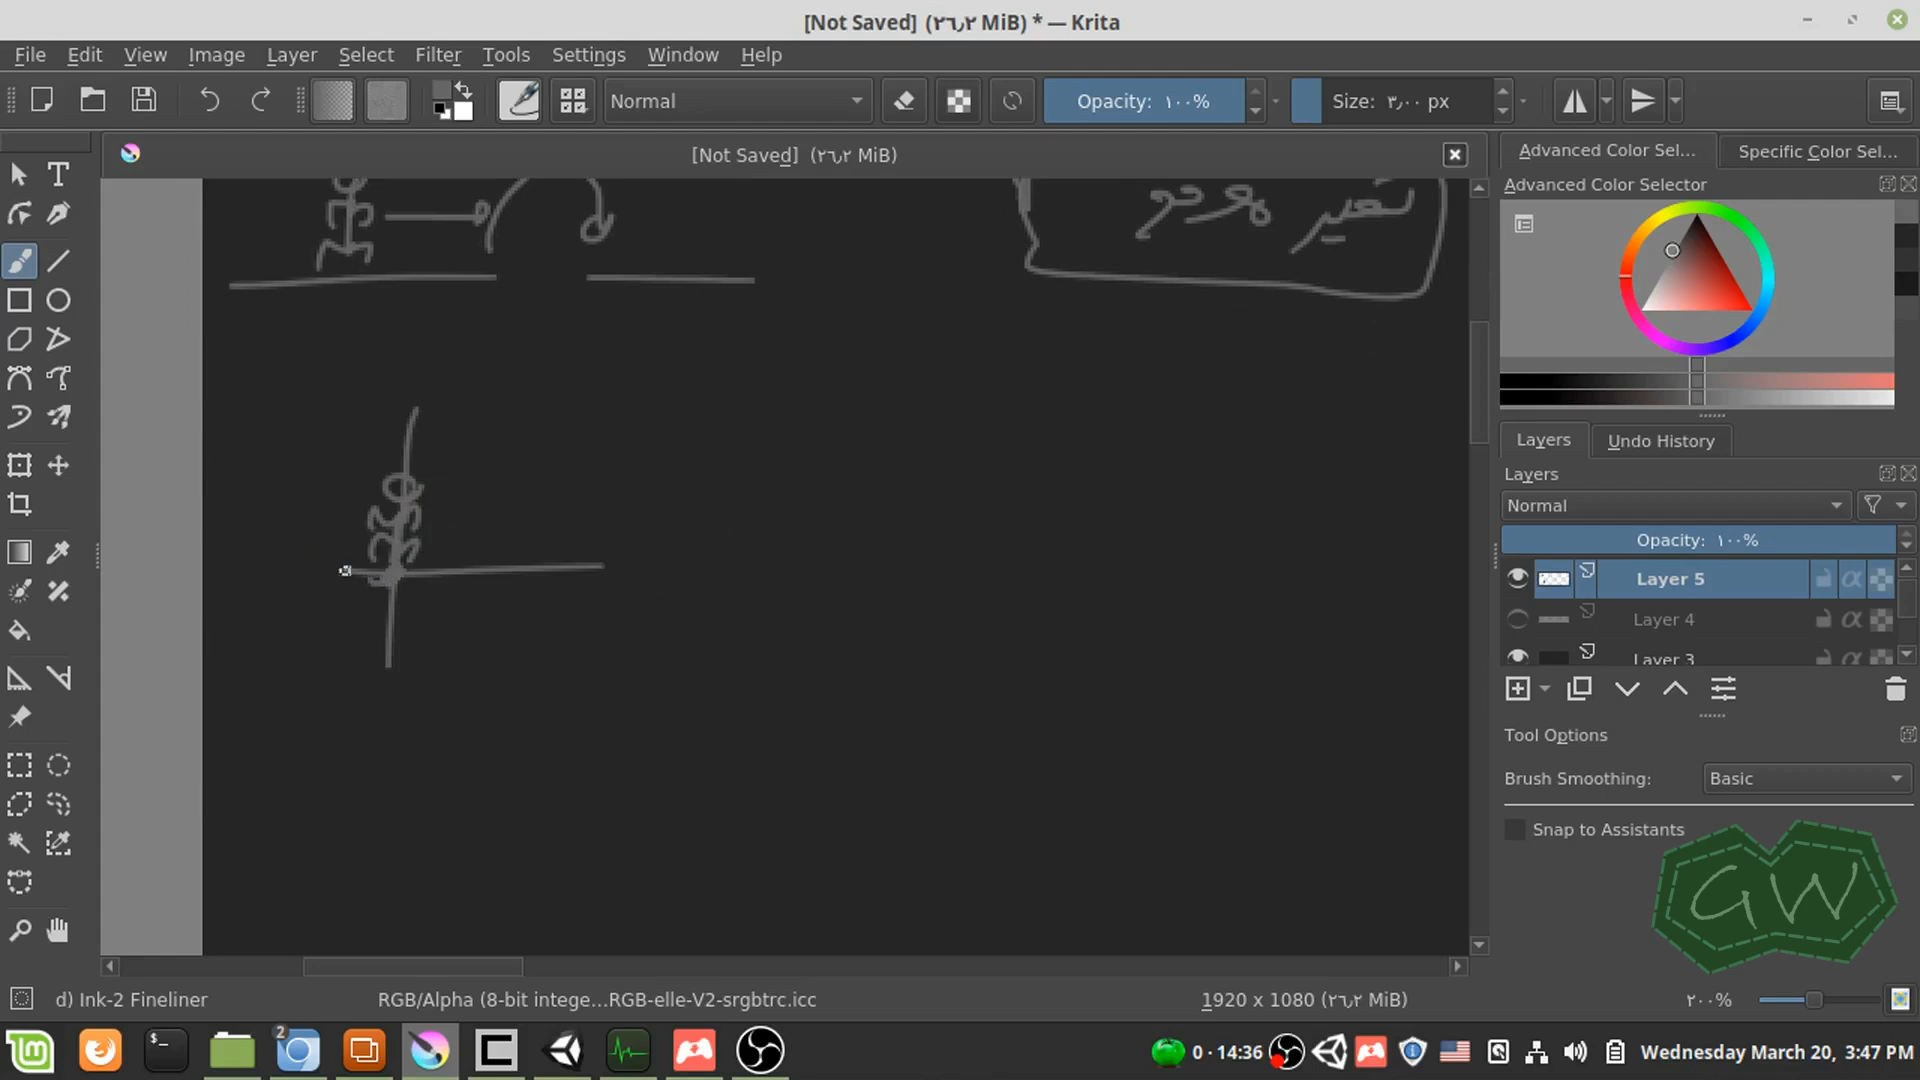 [Not Saved] (٢٦٫٢ MiB) * — Krita
File Edit View Image Layer Select Filter Tools Settings Window Help
Normal
Opacity: ١٠٠%
Size: ٣٫٠٠ px
[Not Saved] (٢٦٫٢ MiB)
Advanced Color Sel...
Specific Color Sel...
Advanced Color Selector
تغییر
Layers
Undo History
Layers
Normal
Opacity: ١٠٠%
Layer 5
Layer 4
Layer 3
Tool Options
Brush Smoothing: Basic
Snap to Assistants
GW
d) Ink-2 Fineliner
RGB/Alpha (8-bit intege...RGB-elle-V2-srgbtrc.icc
1920 x 1080 (٢٦٫٢ MiB)
٢٠٠%
2
0 · 14:36
Wednesday March 20, 3:47 PM